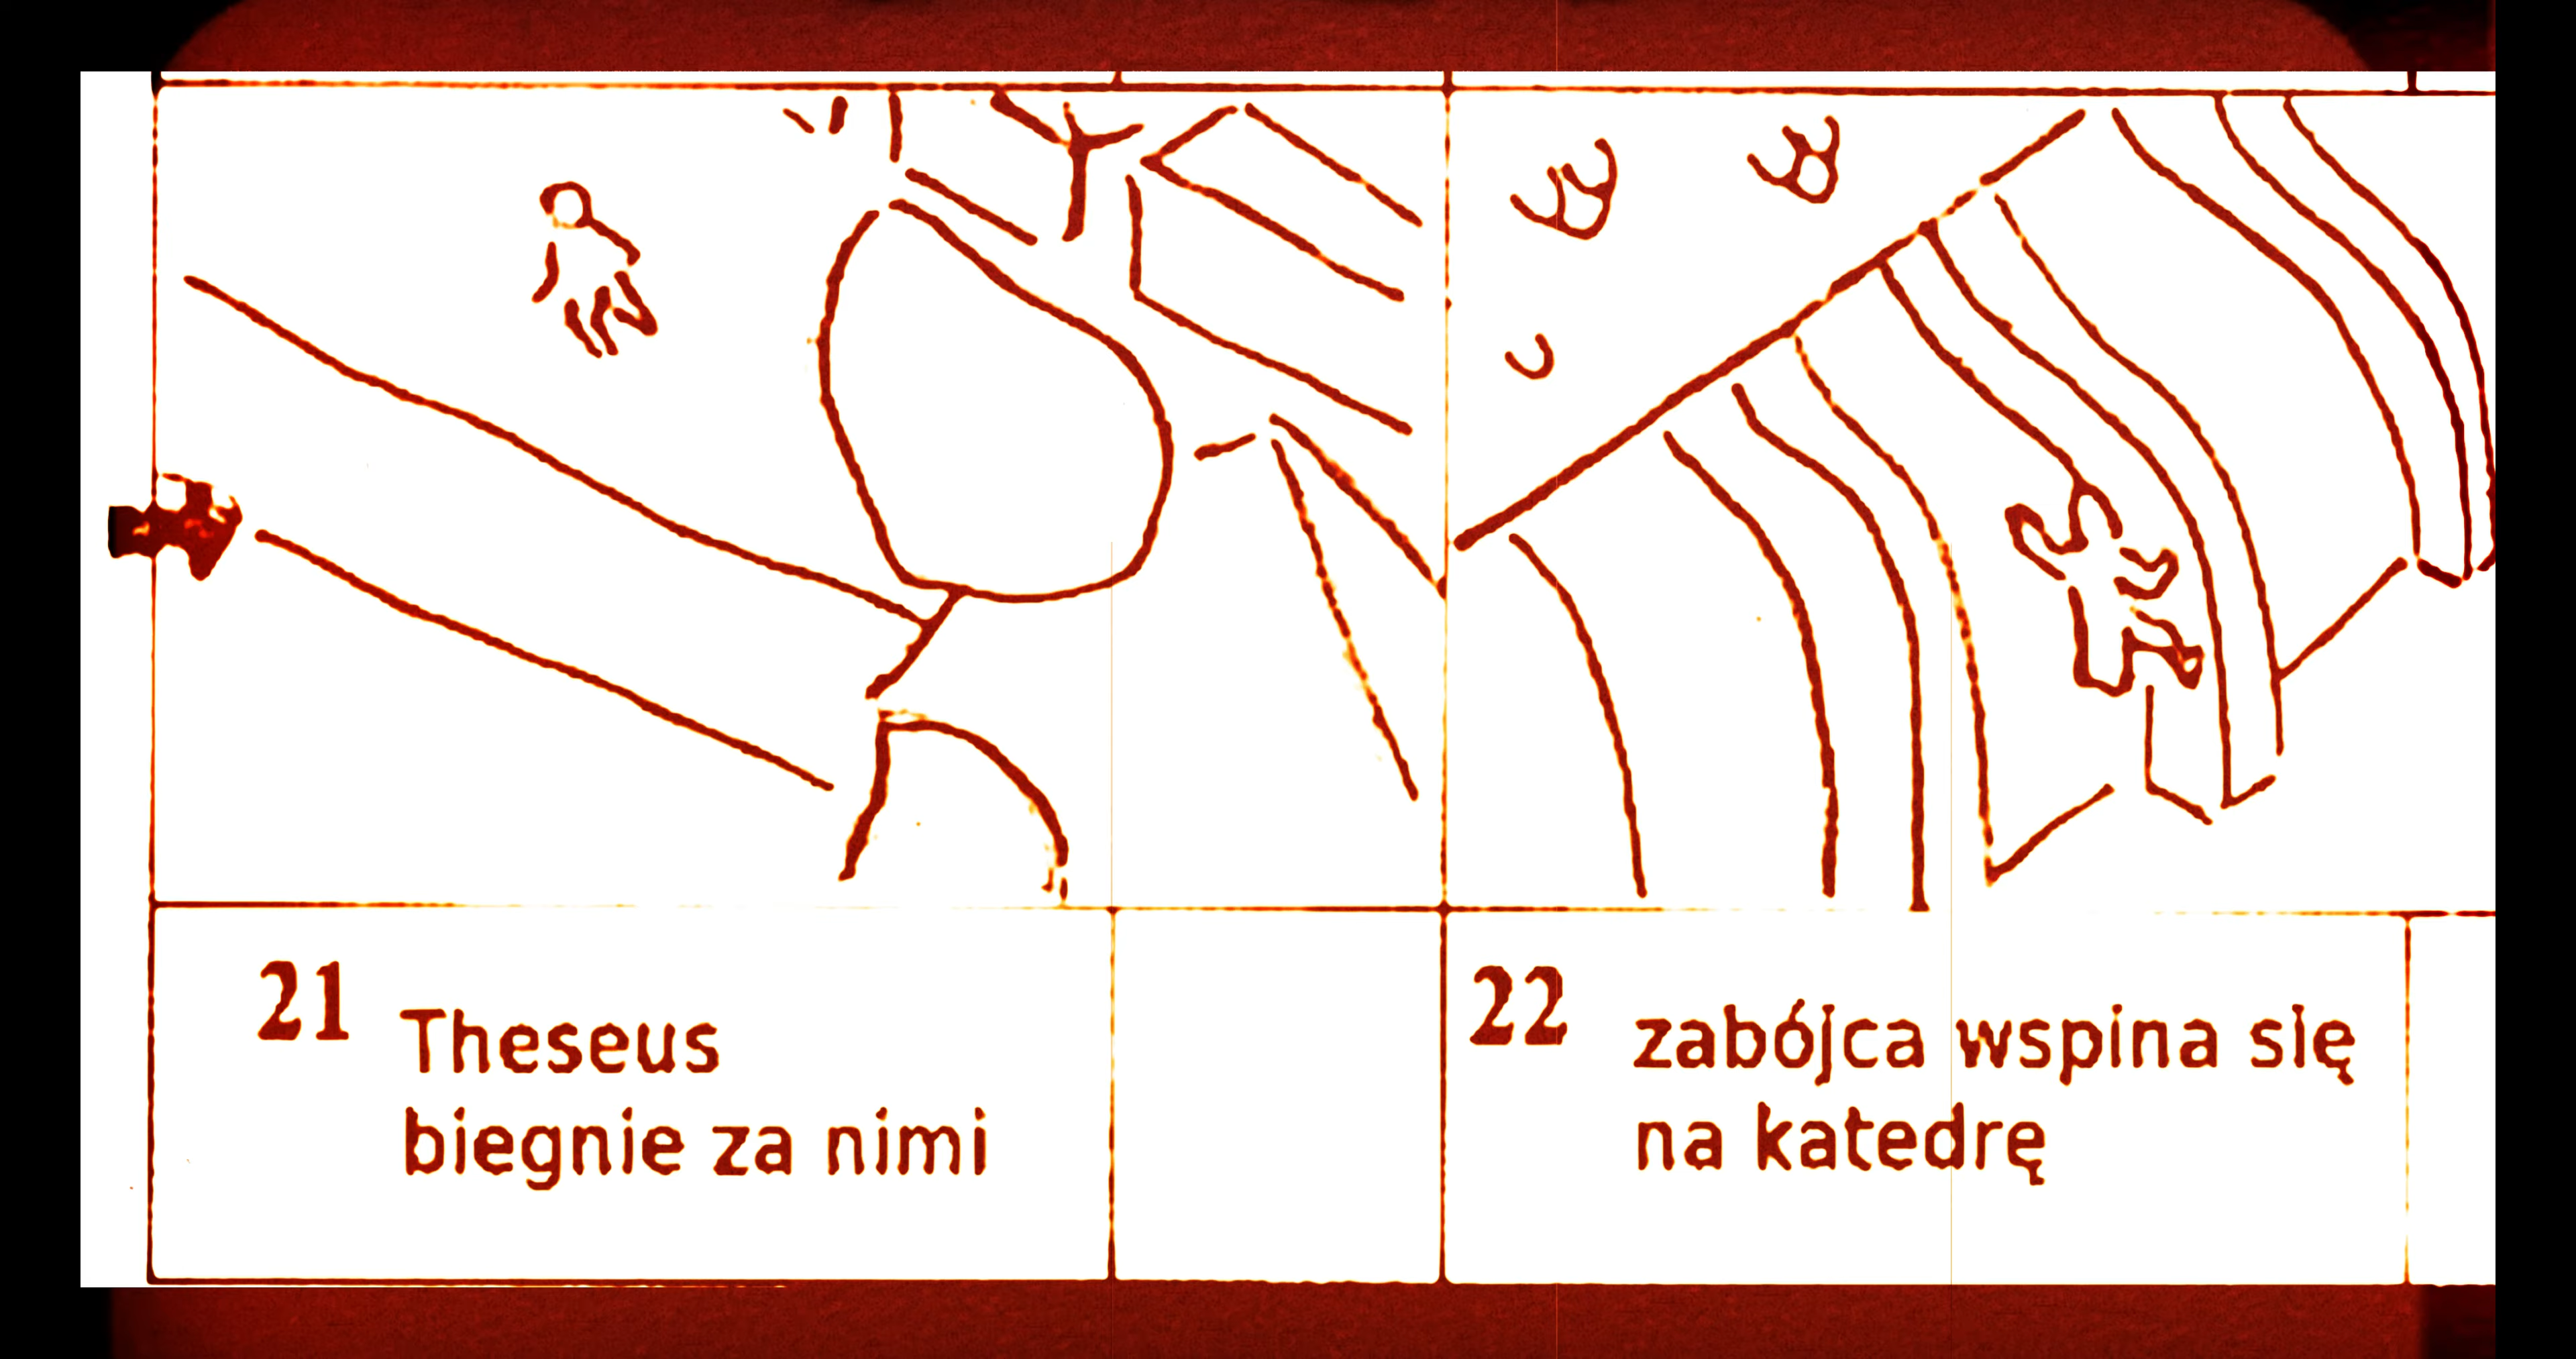 21
Theseus
biegnie za nimi
22
zabójca wspina się
na katedrę